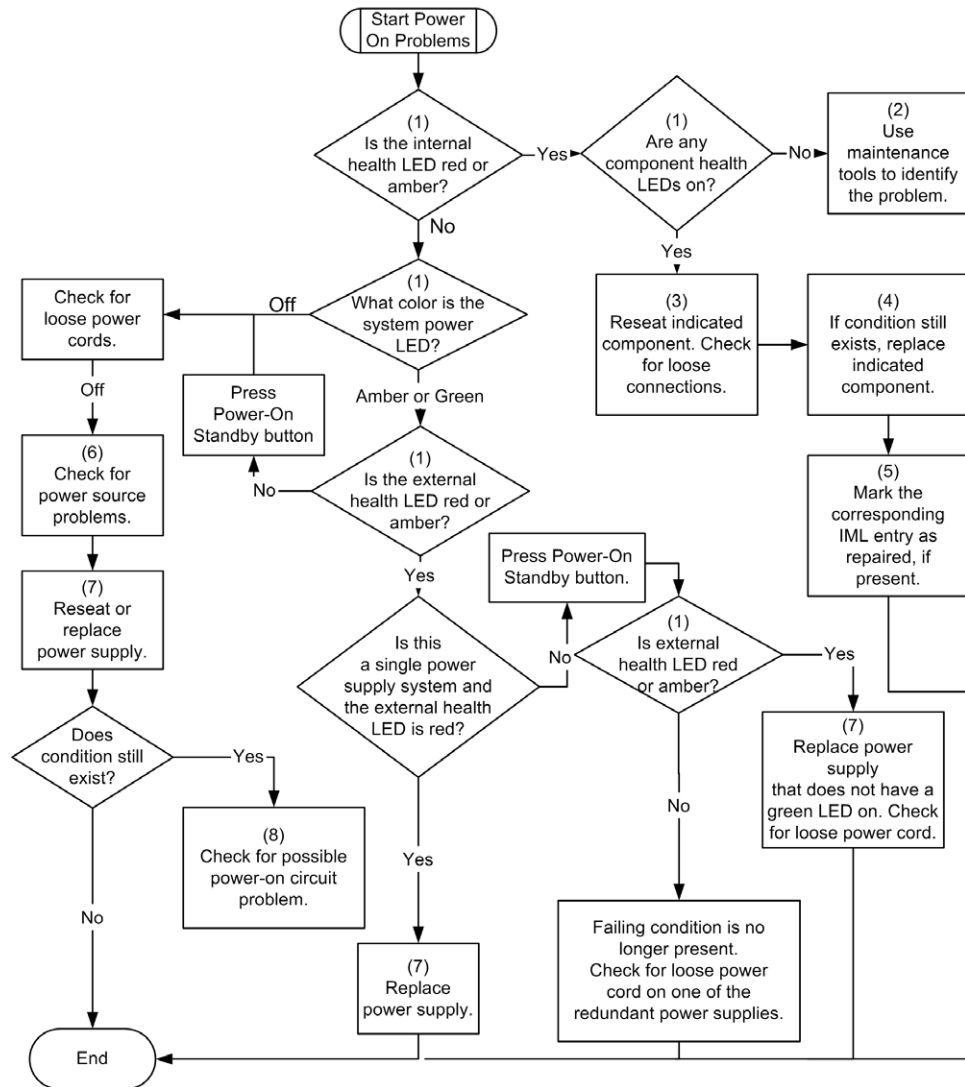 Start Power
On Problems
(1)
Is the internal
health LED red or
amber?
Yes
(1)
Are any
component health
LEDs on?
No
(2)
Use
maintenance
tools to identify
the problem.
No
Yes
Check for
loose power
cords.
Off
(1)
What color is the
system power
LED?
(3)
Reseat indicated
component. Check
for loose
connections.
(4)
If condition still
exists, replace
indicated
component.
Off
Press
Power-On
Standby button
Amber or Green
(6)
Check for
power source
problems.
No
(1)
Is the external
health LED red or
amber?
(5)
Mark the
corresponding
IML entry as
repaired, if
present.
Yes
Press Power-On
Standby button.
(7)
Reseat or
replace
power supply.
Is this
a single power
supply system and
the external health
LED is red?
No
(1)
Is external
health LED red
or amber?
Yes
Does
condition still
exist?
Yes
(7)
Replace power
supply
that does not have a
green LED on. Check
for loose power cord.
No
(8)
Check for possible
power-on circuit
problem.
Yes
No
Failing condition is no
longer present.
Check for loose power
cord on one of the
redundant power supplies.
(7)
Replace
power supply.
End